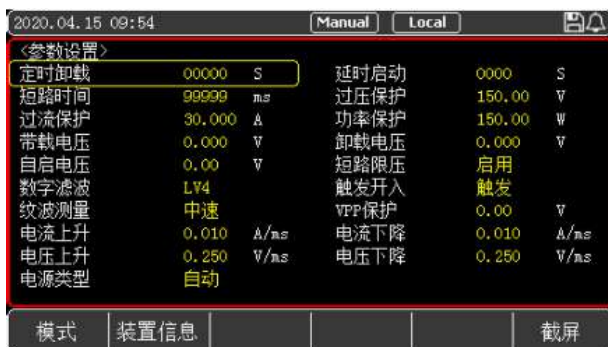 2020.04.15 09:54 Manual Local
<参数设置>
定时卸载 00000 S 延时启动 0000 S
短路时间 99999 ms 过压保护 150.00 V
过流保护 30.000 A 功率保护 150.00 W
带载电压 0.000 V 卸载电压 0.000 V
自启电压 0.00 V 短路限压 启用
数字滤波 LV4 触发开入 触发
纹波测量 中速 VPP保护 0.00 V
电流上升 0.010 A/ms 电流下降 0.010 A/ms
电压上升 0.250 V/ms 电压下降 0.250 V/ms
电源类型 自动
模式 装置信息 截屏